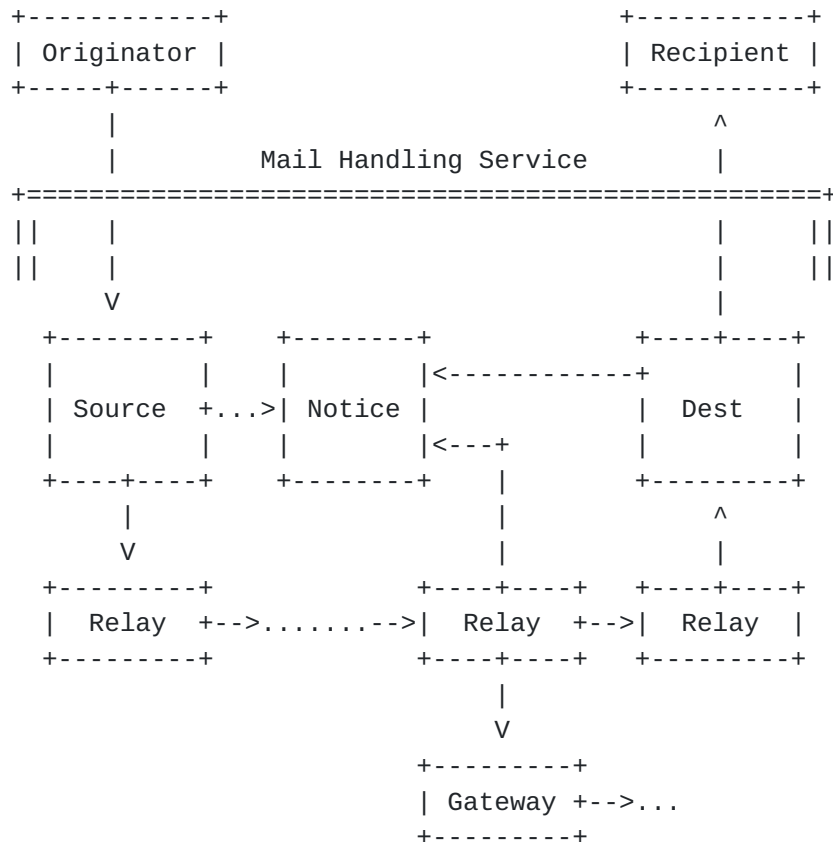 Originator Recipient
Mail Handling Service
Source ...> Notice Dest
Relay -->.......--> Relay --> Relay
Gateway -->...